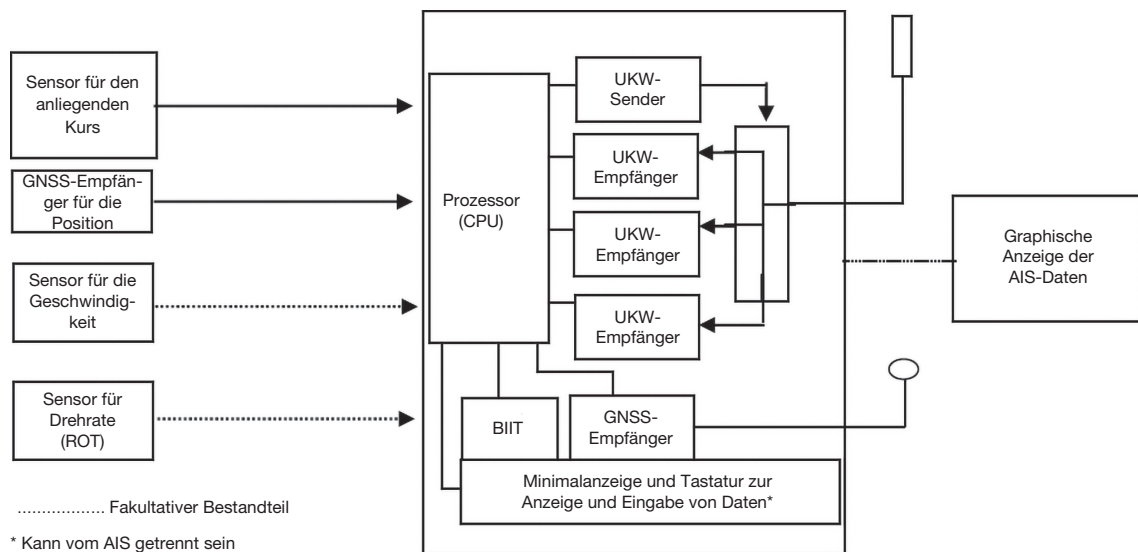 Sensor für den
anliegenden
Kurs
GNSS-Empfän-
ger für die
Position
Sensor für die
Geschwindig-
keit
Sensor für
Drehrate
(ROT)
Prozessor
(CPU)
UKW-
Sender
UKW-
Empfänger
UKW-
Empfänger
UKW-
Empfänger
BIIT
GNSS-
Empfänger
Minimalanzeige und Tastatur zur
Anzeige und Eingabe von Daten*
Graphische
Anzeige der
AIS-Daten
.................. Fakultativer Bestandteil
* Kann vom AIS getrennt sein